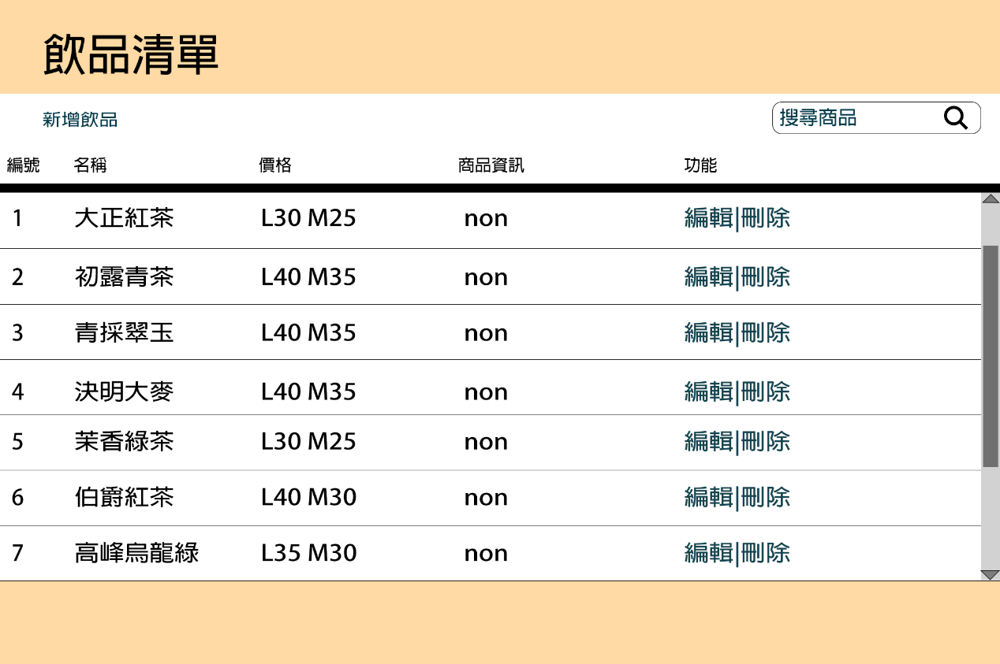 飲品清單
新增飲品 搜尋商品
編號 名稱 價格 商品資訊 功能
1 大正紅茶 L30 M25 non 編輯|刪除
2 初露青茶 L40 M35 non 編輯|刪除
3 青採翠玉 L40 M35 non 編輯|刪除
4 決明大麥 L40 M35 non 編輯|刪除
5 茉香綠茶 L30 M25 non 編輯|刪除
6 伯爵紅茶 L40 M30 non 編輯|刪除
7 高峰烏龍綠 L35 M30 non 編輯|刪除